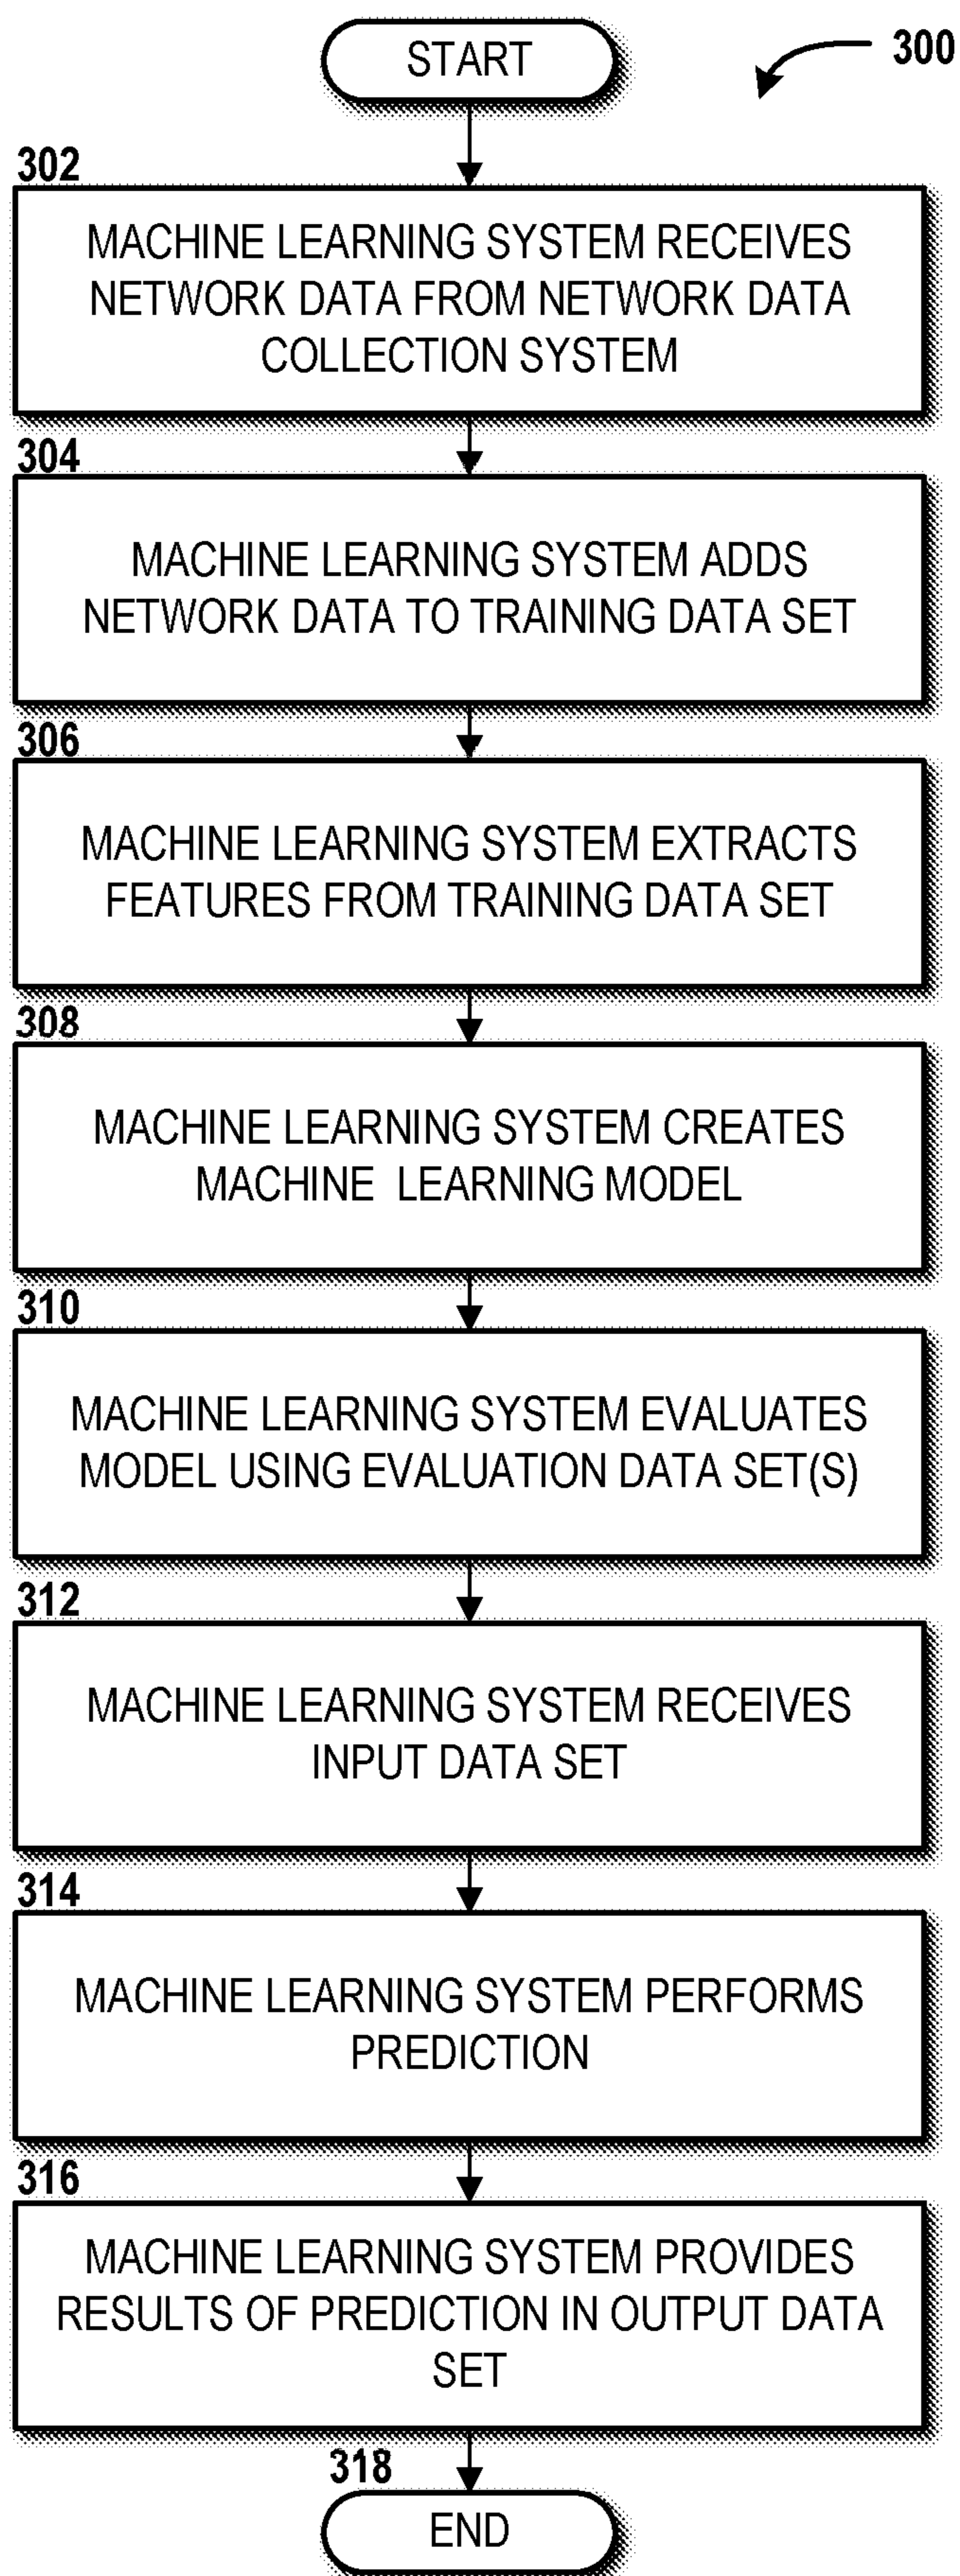 START
300
302
MACHINE LEARNING SYSTEM RECEIVES
NETWORK DATA FROM NETWORK DATA
COLLECTION SYSTEM
304
MACHINE LEARNING SYSTEM ADDS
NETWORK DATA TO TRAINING DATA SET
306
MACHINE LEARNING SYSTEM EXTRACTS
FEATURES FROM TRAINING DATA SET
308
MACHINE LEARNING SYSTEM CREATES
MACHINE LEARNING MODEL
310
MACHINE LEARNING SYSTEM EVALUATES
MODEL USING EVALUATION DATA SET(S)
312
MACHINE LEARNING SYSTEM RECEIVES
INPUT DATA SET
314
MACHINE LEARNING SYSTEM PERFORMS
PREDICTION
316
MACHINE LEARNING SYSTEM PROVIDES
RESULTS OF PREDICTION IN OUTPUT DATA
SET
318
END